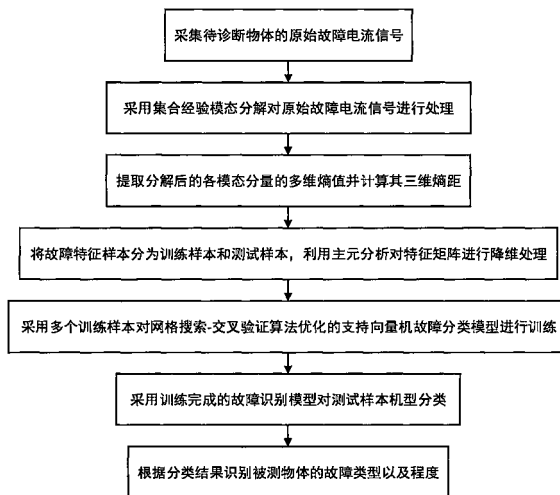 采集待诊断物体的原始故障电流信号
采用集合经验模态分解对原始故障电流信号进行处理
提取分解后的各模态分量的多维熵值并计算其三维熵距
将故障特征样本分为训练样本和测试样本，利用主元分析对特征矩阵进行降维处理
采用多个训练样本对网格搜索-交叉验证算法优化的支持向量机故障分类模型进行训练
采用训练完成的故障识别模型对测试样本机型分类
根据分类结果识别被测物体的故障类型以及程度